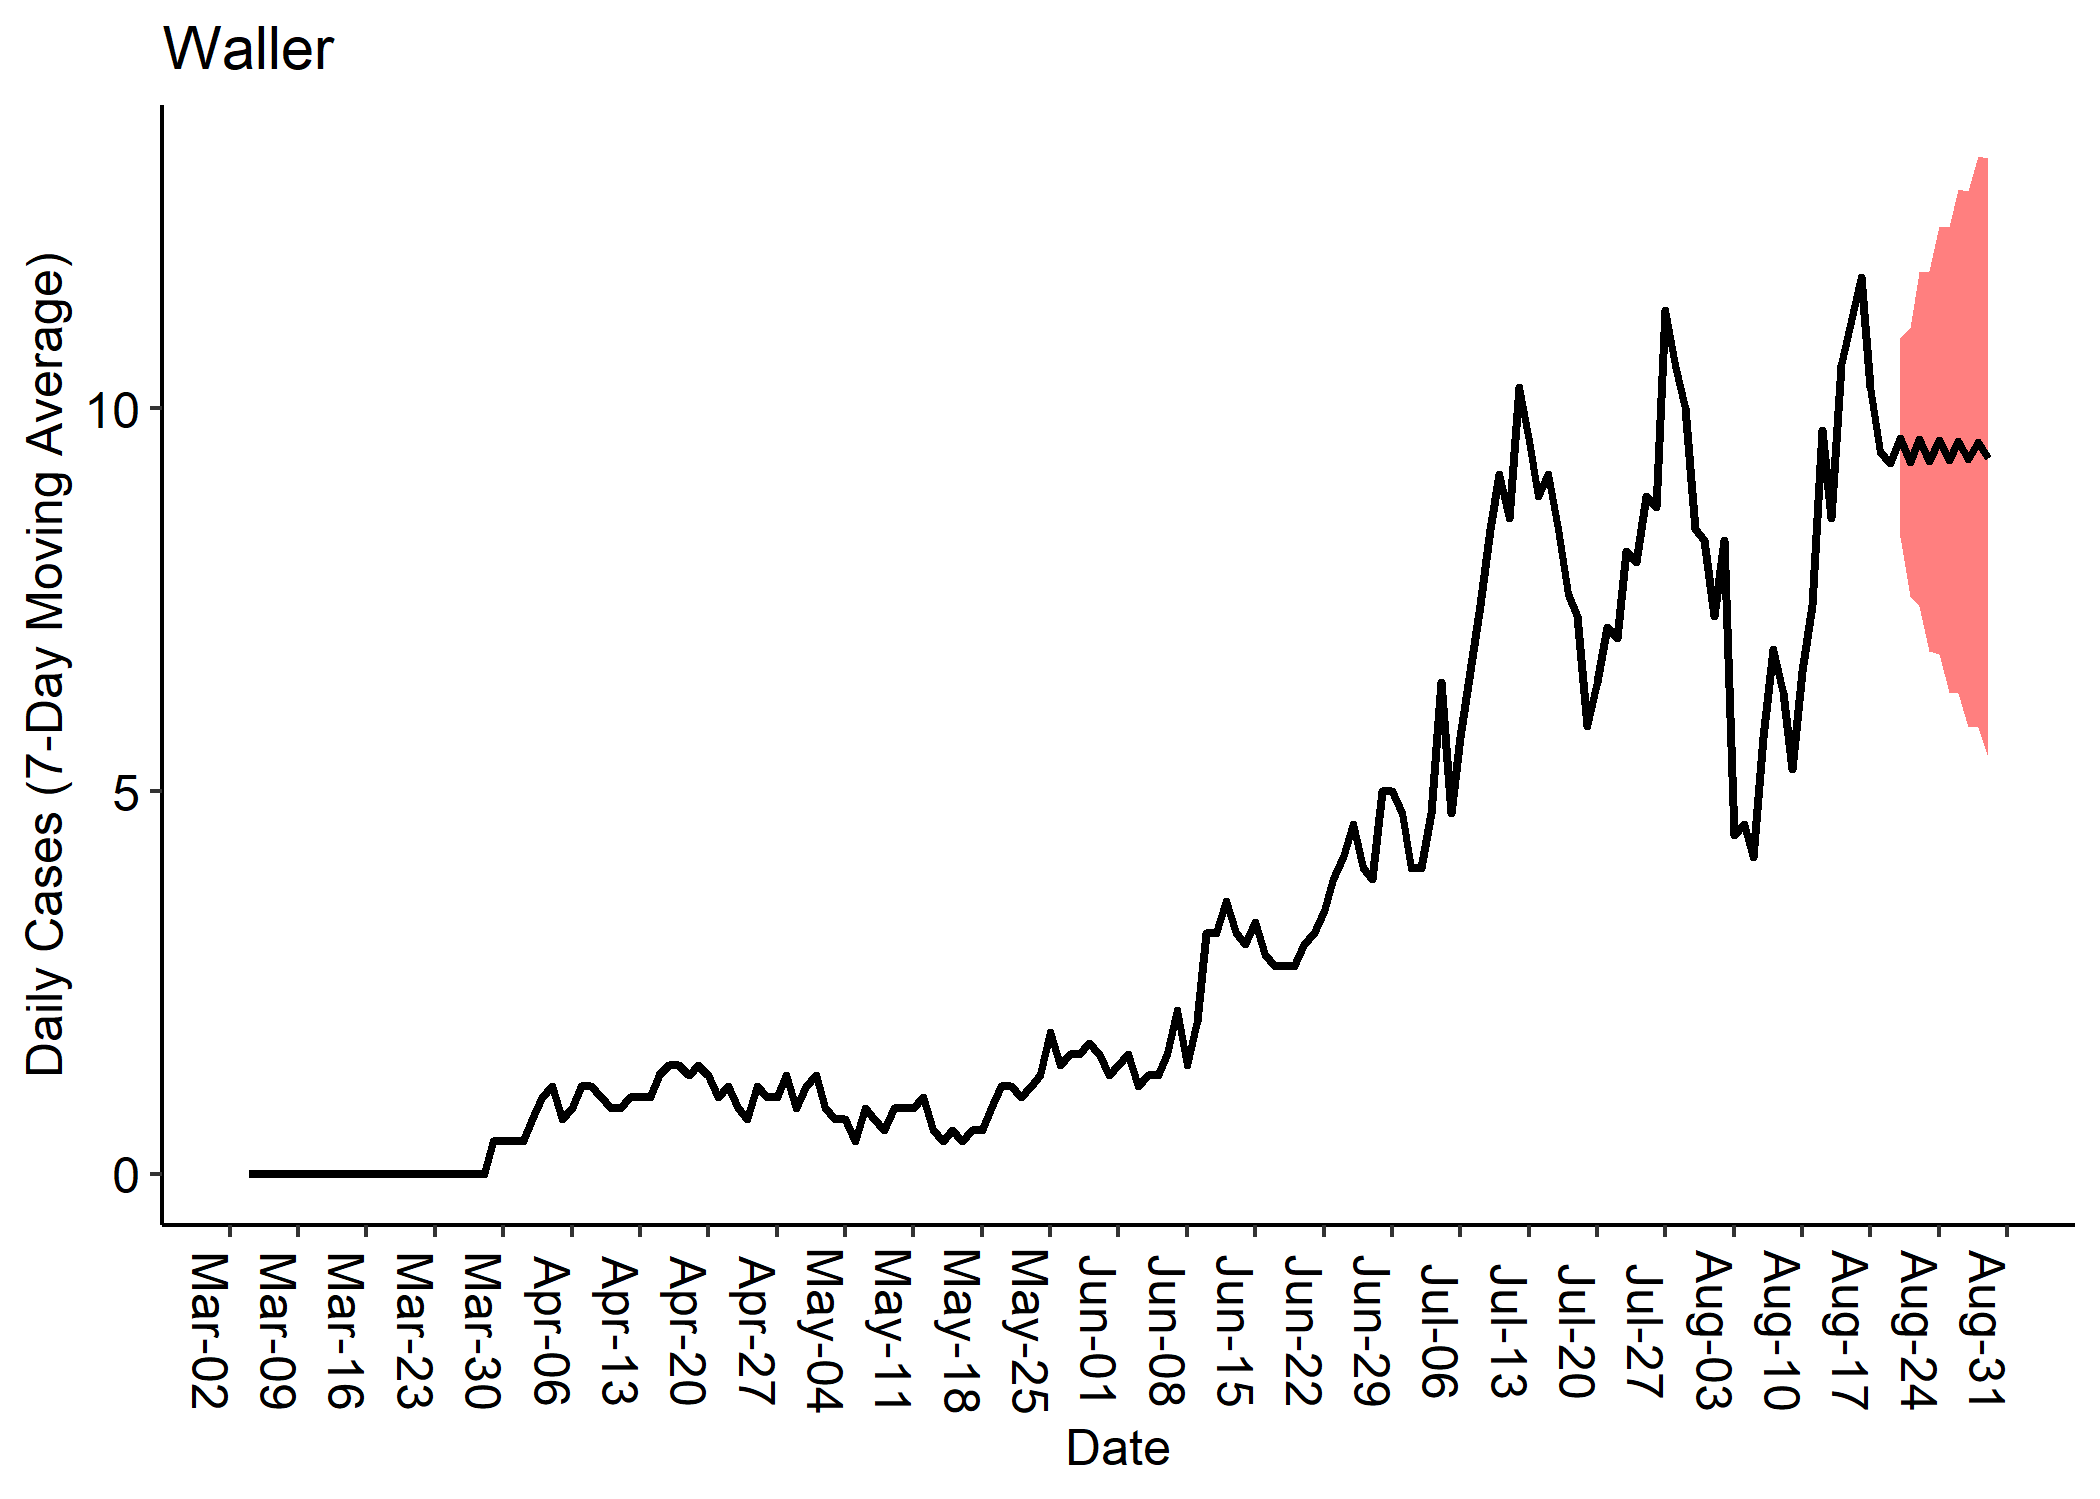 Waller
Daily Cases (7-Day Moving Average)
10
5
0
Mar-02
Mar-09
Mar-16
Mar-23
Mar-30
Apr-06
Apr-13
Apr-20
Apr-27
May-04
May-11
May-18
May-25
Jun-01
Jun-08
Jun-15
Jun-22
Jun-29
Jul-06
Jul-13
Jul-20
Jul-27
Aug-03
Aug-10
Aug-17
Aug-24
Aug-31
Date